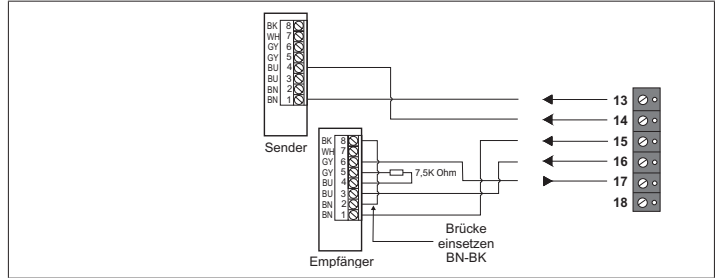 BK 8
WH 7
GY 6
GY 5
BU 4
BU 3
BN 2
BN 1
Sender
BK 8
WH 7
GY 6
GY 5
BU 4
BU 3
BN 2
BN 1
Empfänger
7,5K Ohm
Brücke
einsetzen
BN-BK
13
14
15
16
17
18